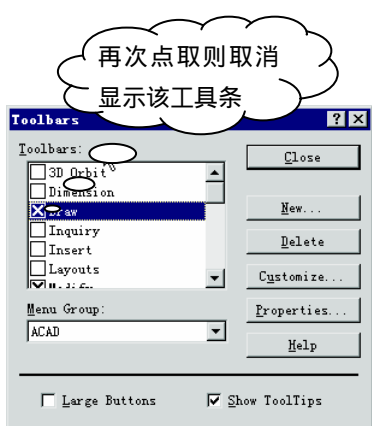 再次点取则取消
显示该工具条
Toolbars
Toolbars:
3D Orbit
Dimension
Draw
Inquiry
Insert
Layouts
Modify
Menu Group:
ACAD
Close
New...
Delete
Customize...
Properties...
Help
Large Buttons
Show ToolTips